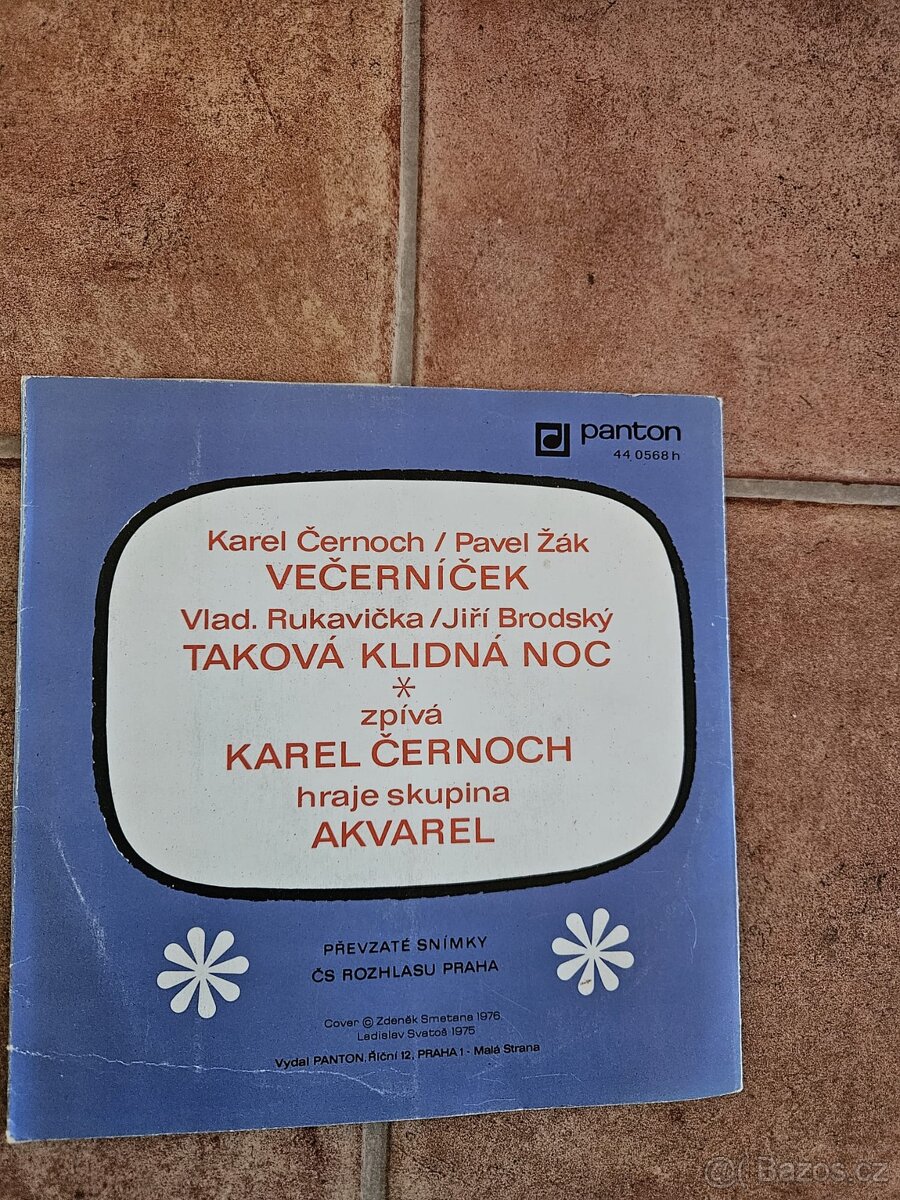 panton
44 0568 h
Karel Černoch / Pavel Žák
VEČERNÍČEK
Vlad. Rukavička / Jiří Brodský
TAKOVÁ KLIDNÁ NOC
*
zpívá
KAREL ČERNOCH
hraje skupina
AKVAREL
PŘEVZATÉ SNÍMKY
ČS ROZHLASU PRAHA
Cover © Zdeněk Smetana 1976
Ladislav Svatoš 1975
Vydal PANTON, Říční 12, PRAHA 1 - Malá Strana
@ Bazos.cz